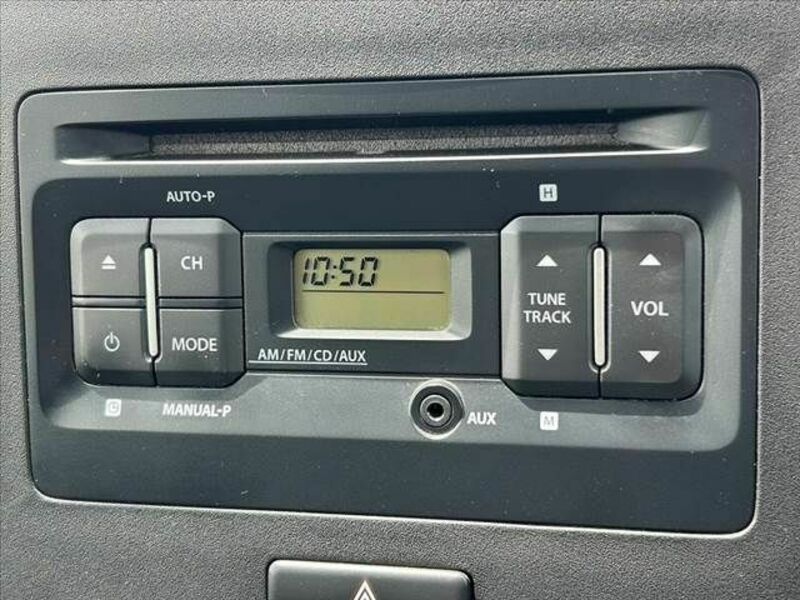 AUTO-P
H
CH
10:50
TUNE
TRACK
VOL
MODE
AM/FM/CD/AUX
MANUAL-P
AUX
M